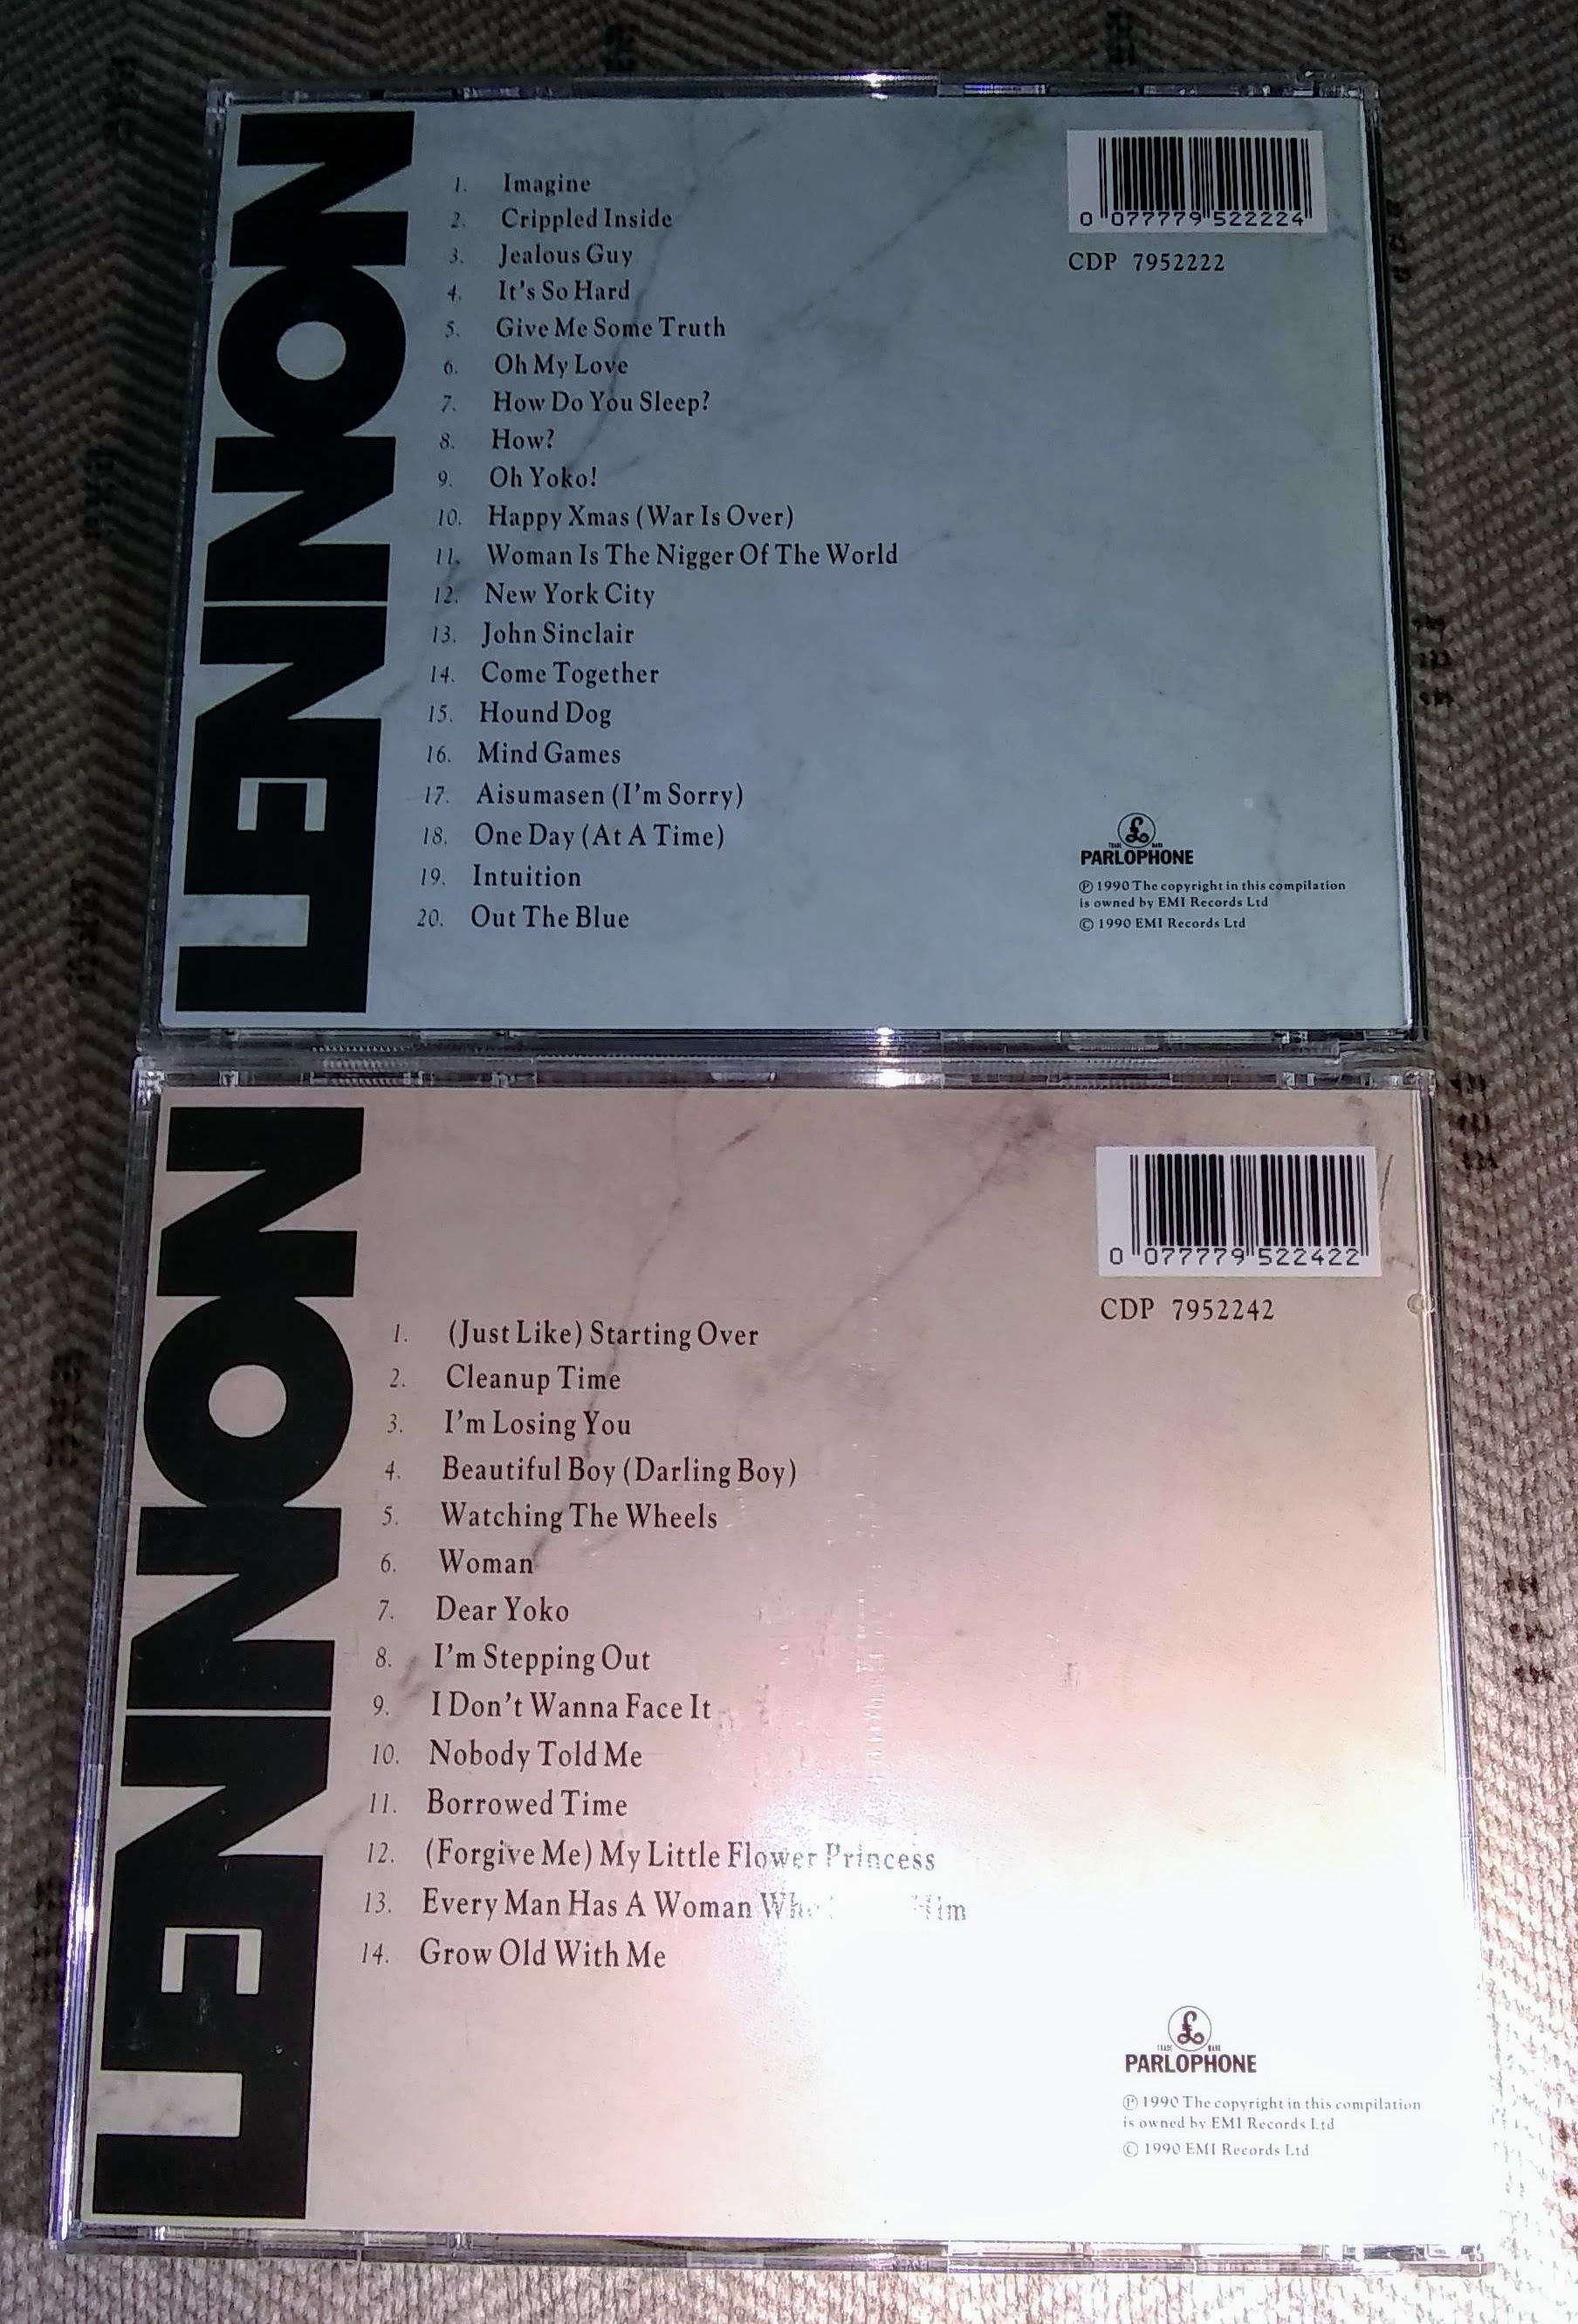 LENNON
1. Imagine
2. Crippled Inside
3. Jealous Guy
4. It's So Hard
5. Give Me Some Truth
6. Oh My Love
7. How Do You Sleep?
8. How?
9. Oh Yoko!
10. Happy Xmas (War Is Over)
11. Woman Is The Nigger Of The World
12. New York City
13. John Sinclair
14. Come Together
15. Hound Dog
16. Mind Games
17. Aisumasen (I'm Sorry)
18. One Day (At A Time)
19. Intuition
20. Out The Blue
0 077779 522224
CDP 7952222
£
TRADE MARK
PARLOPHONE
℗ 1990 The copyright in this compilation
is owned by EMI Records Ltd
© 1990 EMI Records Ltd
LENNON
1. (Just Like) Starting Over
2. Cleanup Time
3. I'm Losing You
4. Beautiful Boy (Darling Boy)
5. Watching The Wheels
6. Woman
7. Dear Yoko
8. I'm Stepping Out
9. I Don't Wanna Face It
10. Nobody Told Me
11. Borrowed Time
12. (Forgive Me) My Little Flower Princess
13. Every Man Has A Woman Him
14. Grow Old With Me
0 077779 522422
CDP 7952242
£
TRADE MARK
PARLOPHONE
℗ 1990 The copyright in this compilation
is owned by EMI Records Ltd
© 1990 EMI Records Ltd